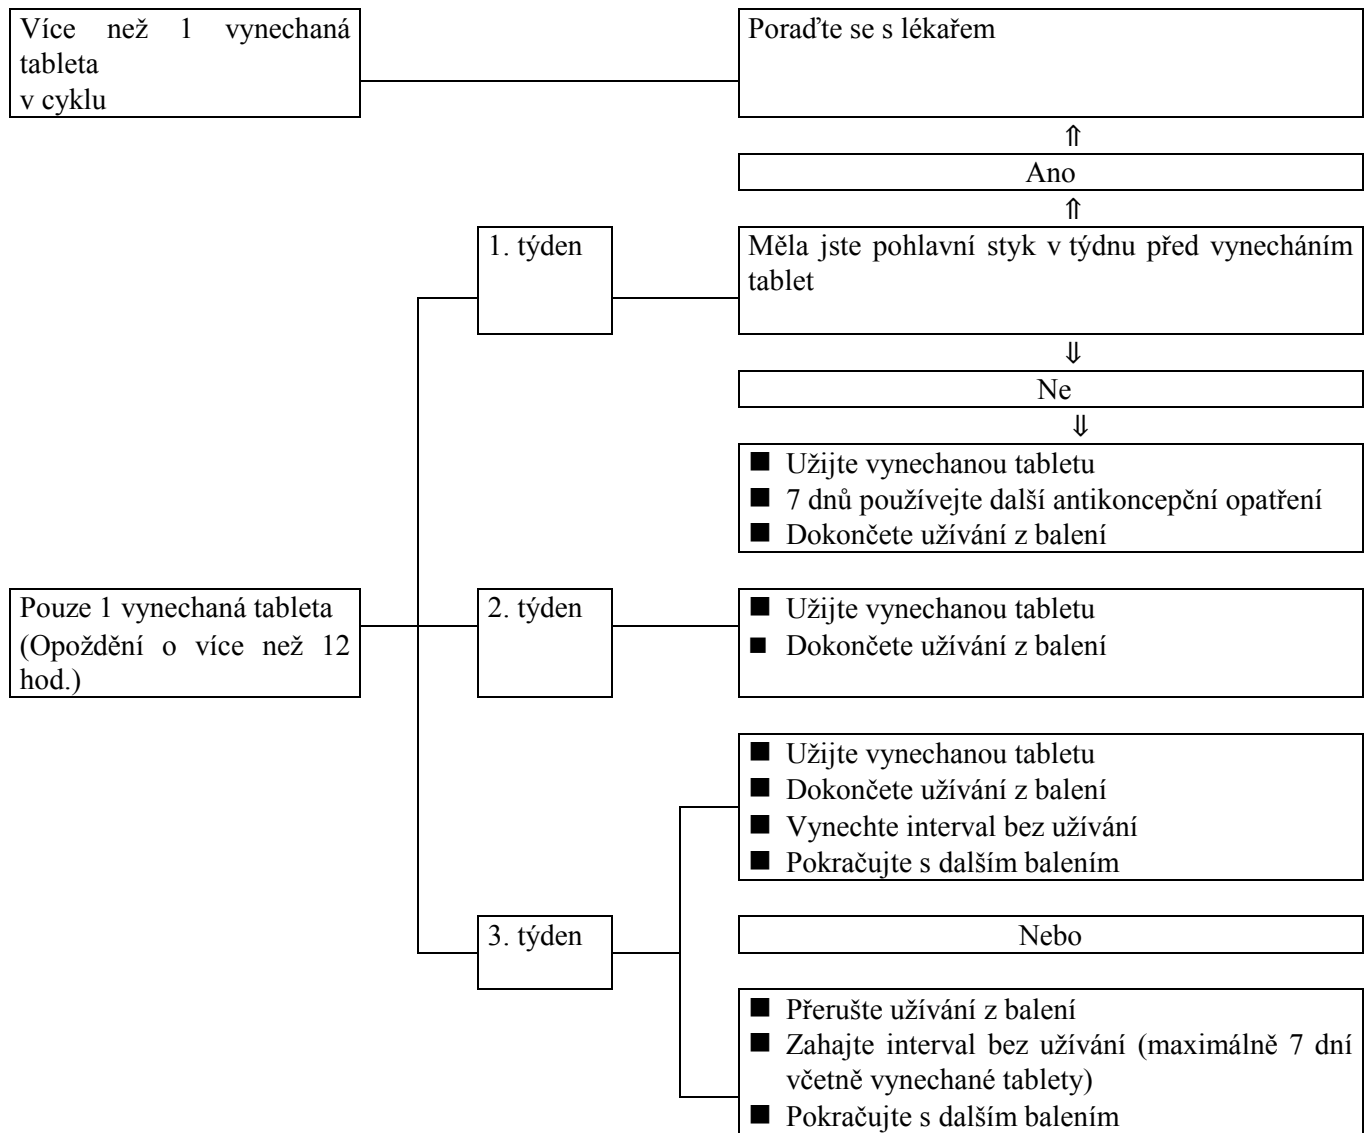 Více než 1 vynechaná
tableta
v cyklu
Poraďte se s lékařem
⇑
Ano
⇑
1. týden
Měla jste pohlavní styk v týdnu před vynecháním
tablet
⇓
Ne
⇓
■ Užijte vynechanou tabletu
■ 7 dnů používejte další antikoncepční opatření
■ Dokončete užívání z balení
Pouze 1 vynechaná tableta
(Opoždění o více než 12
hod.)
2. týden
■ Užijte vynechanou tabletu
■ Dokončete užívání z balení
■ Užijte vynechanou tabletu
■ Dokončete užívání z balení
■ Vynechte interval bez užívání
■ Pokračujte s dalším balením
3. týden
Nebo
■ Přerušte užívání z balení
■ Zahajte interval bez užívání (maximálně 7 dní
včetně vynechané tablety)
■ Pokračujte s dalším balením